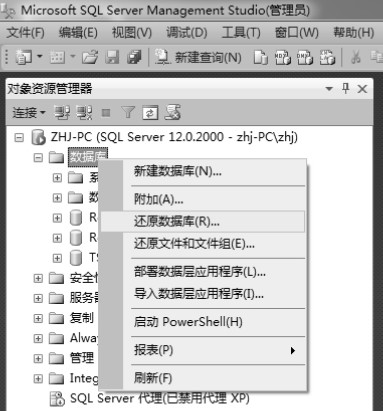 Microsoft SQL Server Management Studio(管理员)
文件(F) 编辑(E) 视图(V) 调试(D) 工具(T) 窗口(W) 帮助(H)
新建查询(N)
对象资源管理器
连接
ZHJ-PC (SQL Server 12.0.2000 - zhj-PC\zhj)
数据库
新建数据库(N)...
附加(A)...
还原数据库(R)...
还原文件和文件组(E)...
部署数据层应用程序(L)...
导入数据层应用程序(I)...
启动 PowerShell(H)
报表(P)
刷新(F)
系
数
R
R
TS
安全性
服务器
复制
Alwa
管理
Integ
SQL Server 代理(已禁用代理 XP)